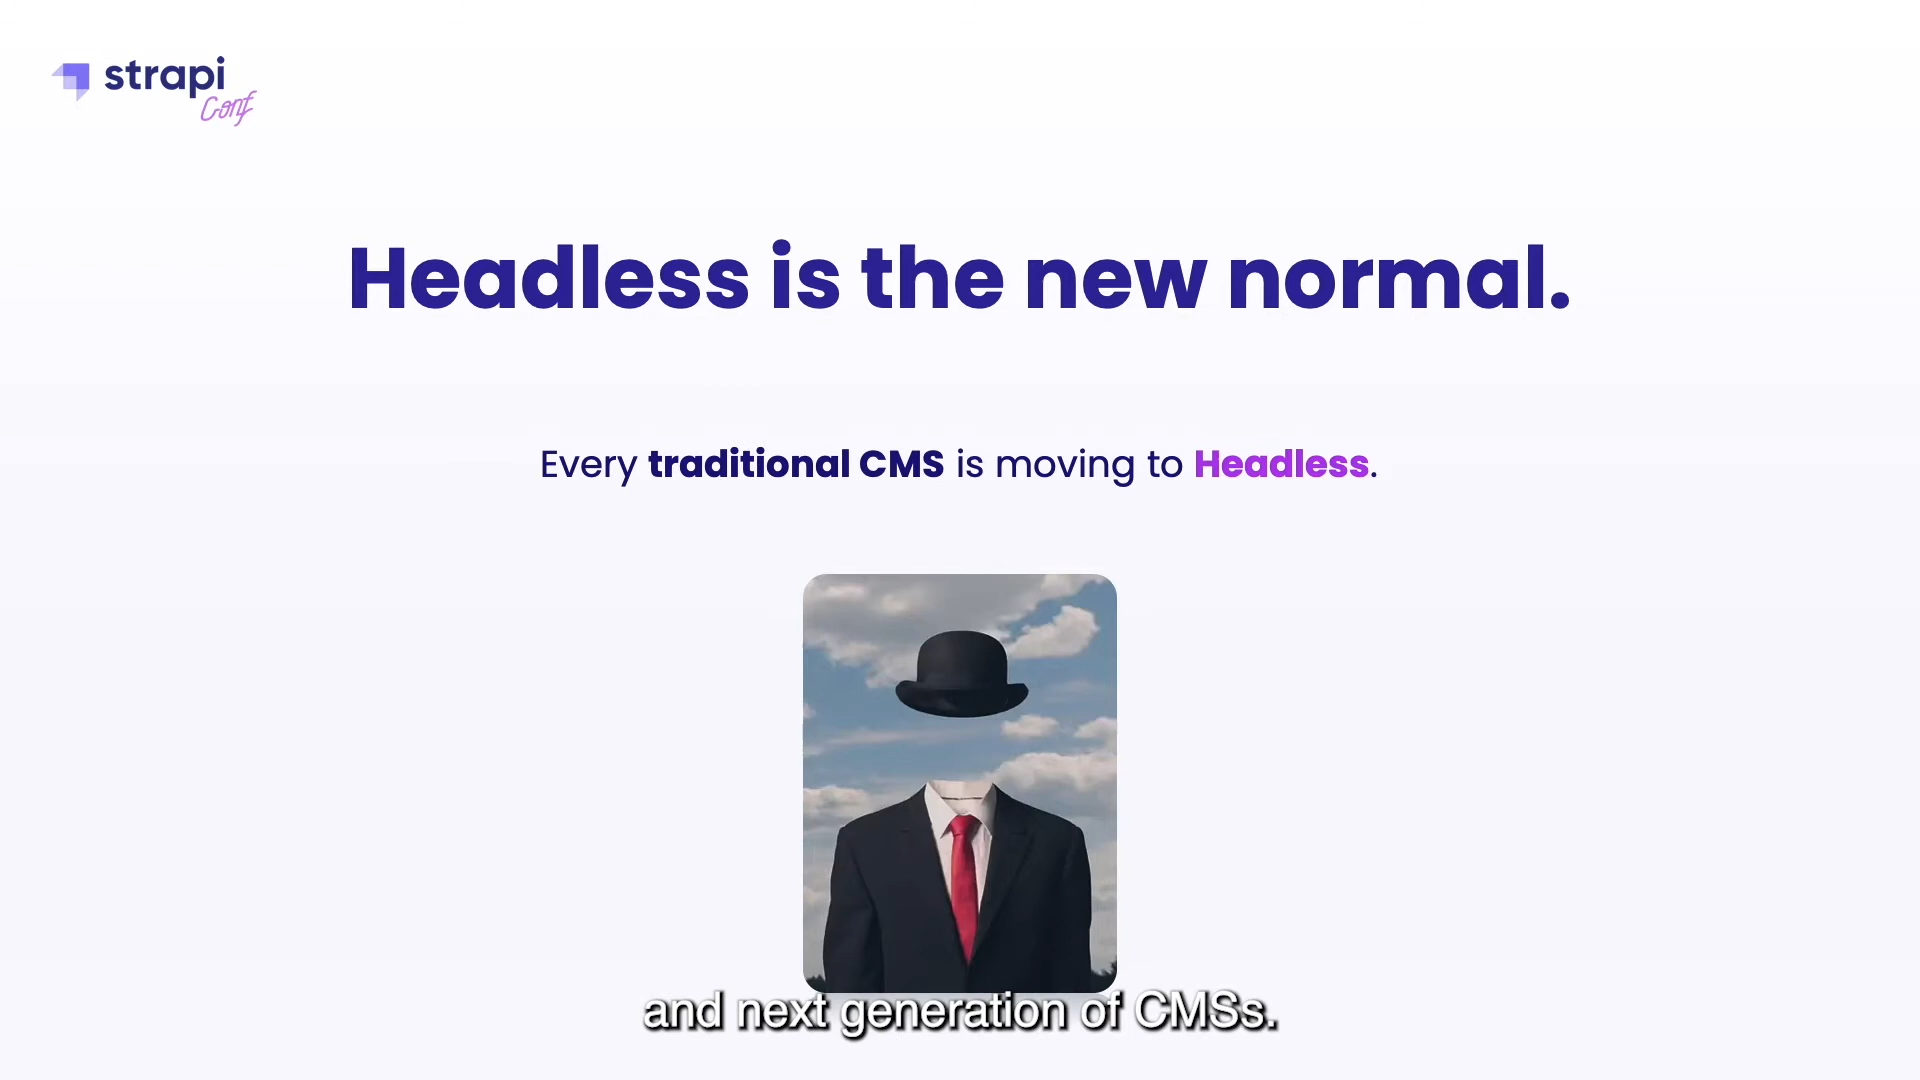 strapi
Conf
Headless is the new normal.
Every traditional CMS is moving to Headless.
and next generation of CMSs.